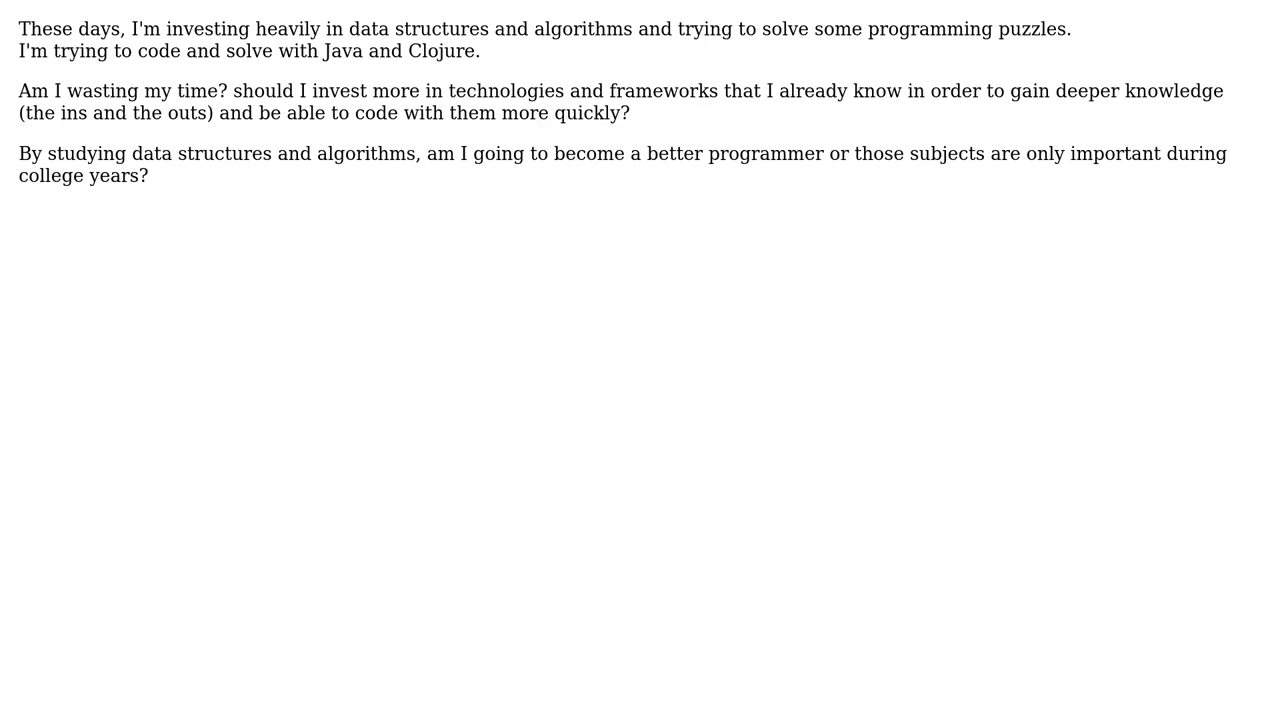 These days, I'm investing heavily in data structures and algorithms and trying to solve some programming puzzles.
I'm trying to code and solve with Java and Clojure.
Am I wasting my time? should I invest more in technologies and frameworks that I already know in order to gain deeper knowledge
(the ins and the outs) and be able to code with them more quickly?
By studying data structures and algorithms, am I going to become a better programmer or those subjects are only important during
college years?